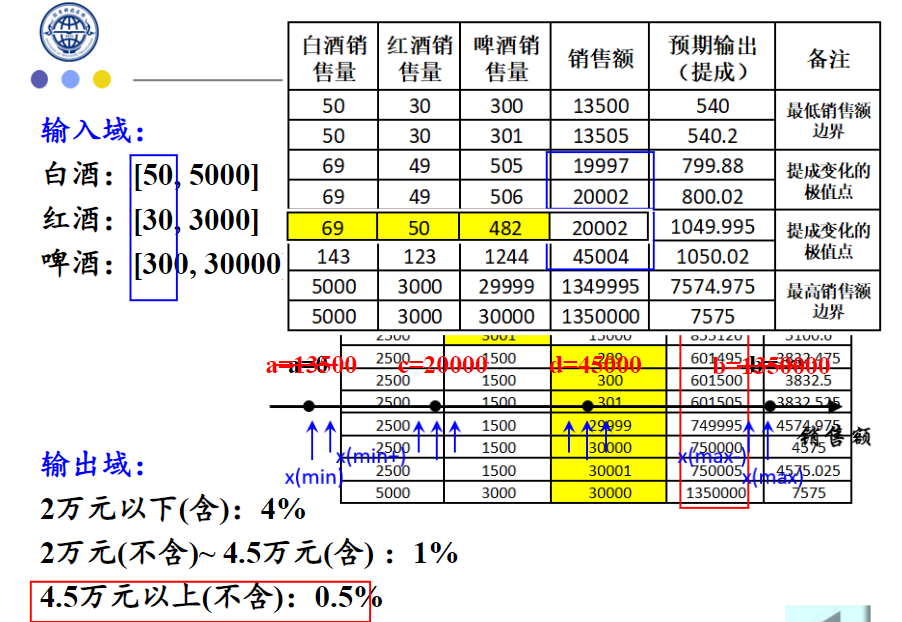 输入域：
白酒：[50, 5000]
红酒：[30, 3000]
啤酒：[300, 30000
白酒销售量 红酒销售量 啤酒销售量 销售额 预期输出（提成） 备注
50 30 300 13500 540 最低销售额边界
50 30 301 13505 540.2
69 49 505 19997 799.88 提成变化的极值点
69 49 506 20002 800.02
69 50 482 20002 1049.995 提成变化的极值点
143 123 1244 45004 1050.02
5000 3000 29999 1349995 7574.975 最高销售额边界
5000 3000 30000 1350000 7575
2500 3001 15000 855120 5100.6
a=13500 c=20000 d=45000 b=1350000
2500 1500 299 601495 3832.475
2500 1500 300 601500 3832.5
2500 1500 301 601505 3832.525
2500 1500 29999 749995 4574.975
销售额
2500 1500 30000 750000 4575
x(min+) x(max-)
2500 1500 30001 750005 4575.025
x(min) x(max)
5000 3000 30000 1350000 7575
输出域：
2万元以下(含)：4%
2万元(不含)~ 4.5万元(含) ：1%
4.5万元以上(不含)：0.5%